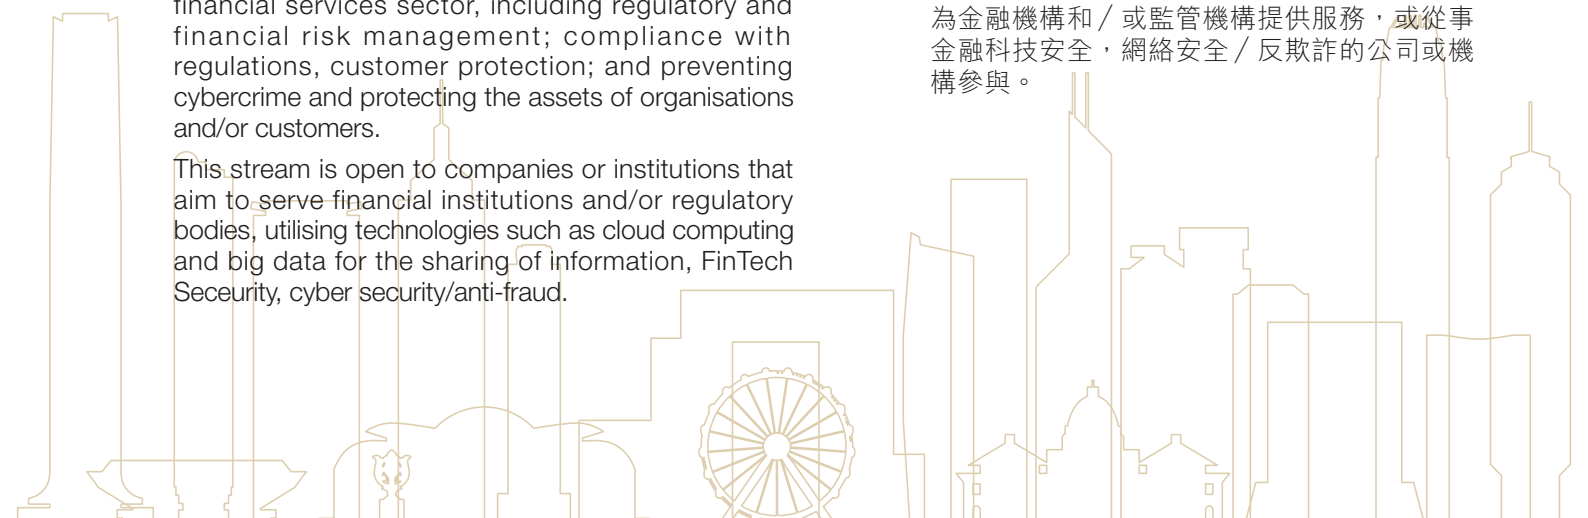 financial services sector, including regulatory and
financial risk management; compliance with
regulations, customer protection; and preventing
cybercrime and protecting the assets of organisations
and/or customers.
This stream is open to companies or institutions that
aim to serve financial institutions and/or regulatory
bodies, utilising technologies such as cloud computing
and big data for the sharing of information, FinTech
Seceurity, cyber security/anti-fraud.
為金融機構和／或監管機構提供服務，或從事
金融科技安全，網絡安全／反欺詐的公司或機
構參與。